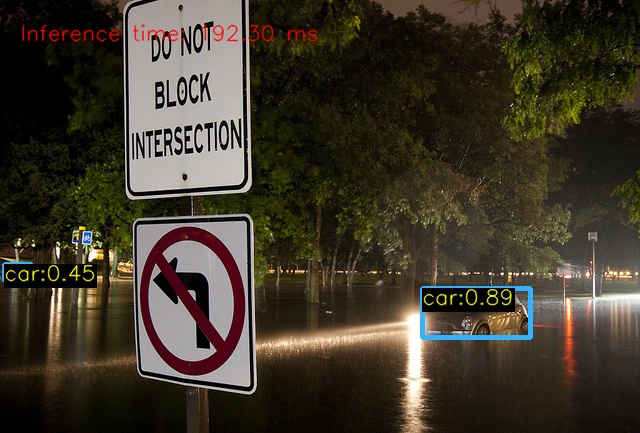 Inference time: 192.30 ms
DO NOT
BLOCK
INTERSECTION
car:0.45
car:0.89